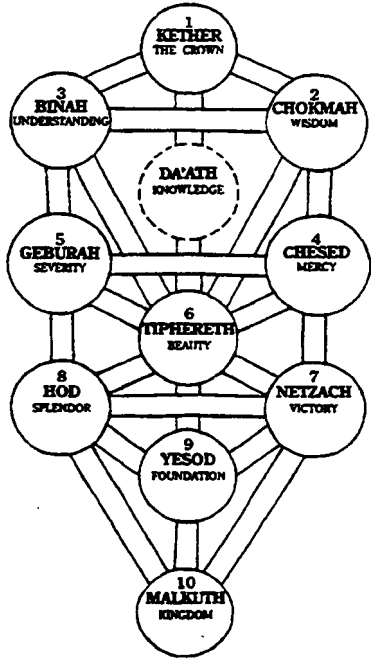 1
KETHER
THE CROWN
3
BINAH
UNDERSTANDING
2
CHOKMAH
WISDOM
DA'ATH
KNOWLEDGE
5
GEBURAH
SEVERITY
4
CHESED
MERCY
6
TIPHERETH
BEAUTY
8
HOD
SPLENDOR
7
NETZACH
VICTORY
9
YESOD
FOUNDATION
10
MALKUTH
KINGDOM